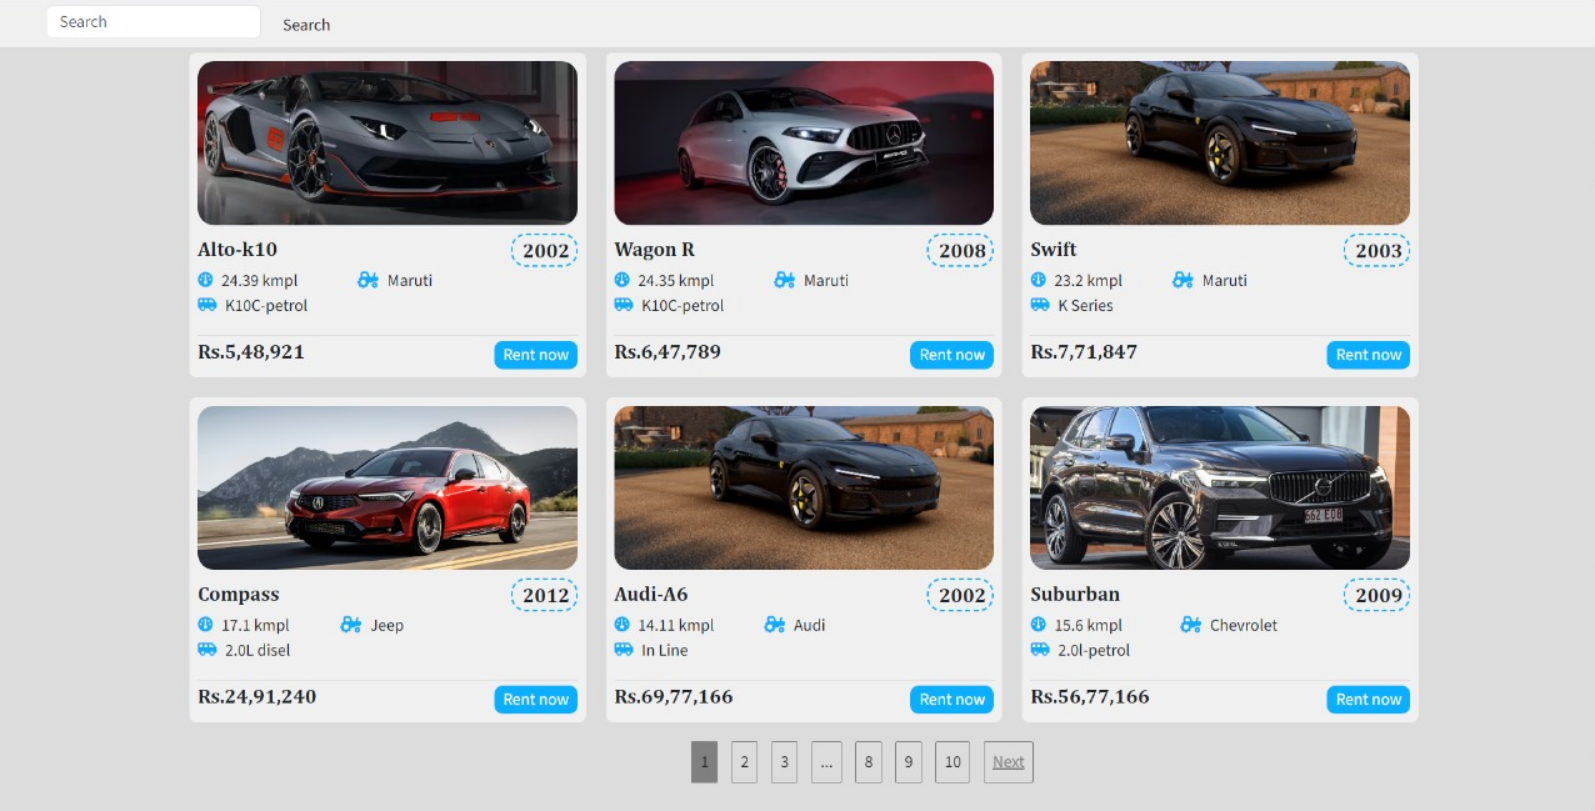 Search Search
Alto-k10 2002
24.39 kmpl Maruti
K10C-petrol
Rs.5,48,921 Rent now
Wagon R 2008
24.35 kmpl Maruti
K10C-petrol
Rs.6,47,789 Rent now
Swift 2003
23.2 kmpl Maruti
K Series
Rs.7,71,847 Rent now
Compass 2012
17.1 kmpl Jeep
2.0L disel
Rs.24,91,240 Rent now
Audi-A6 2002
14.11 kmpl Audi
In Line
Rs.69,77,166 Rent now
662 E08
Suburban 2009
15.6 kmpl Chevrolet
2.0l-petrol
Rs.56,77,166 Rent now
1 2 3 ... 8 9 10 Next